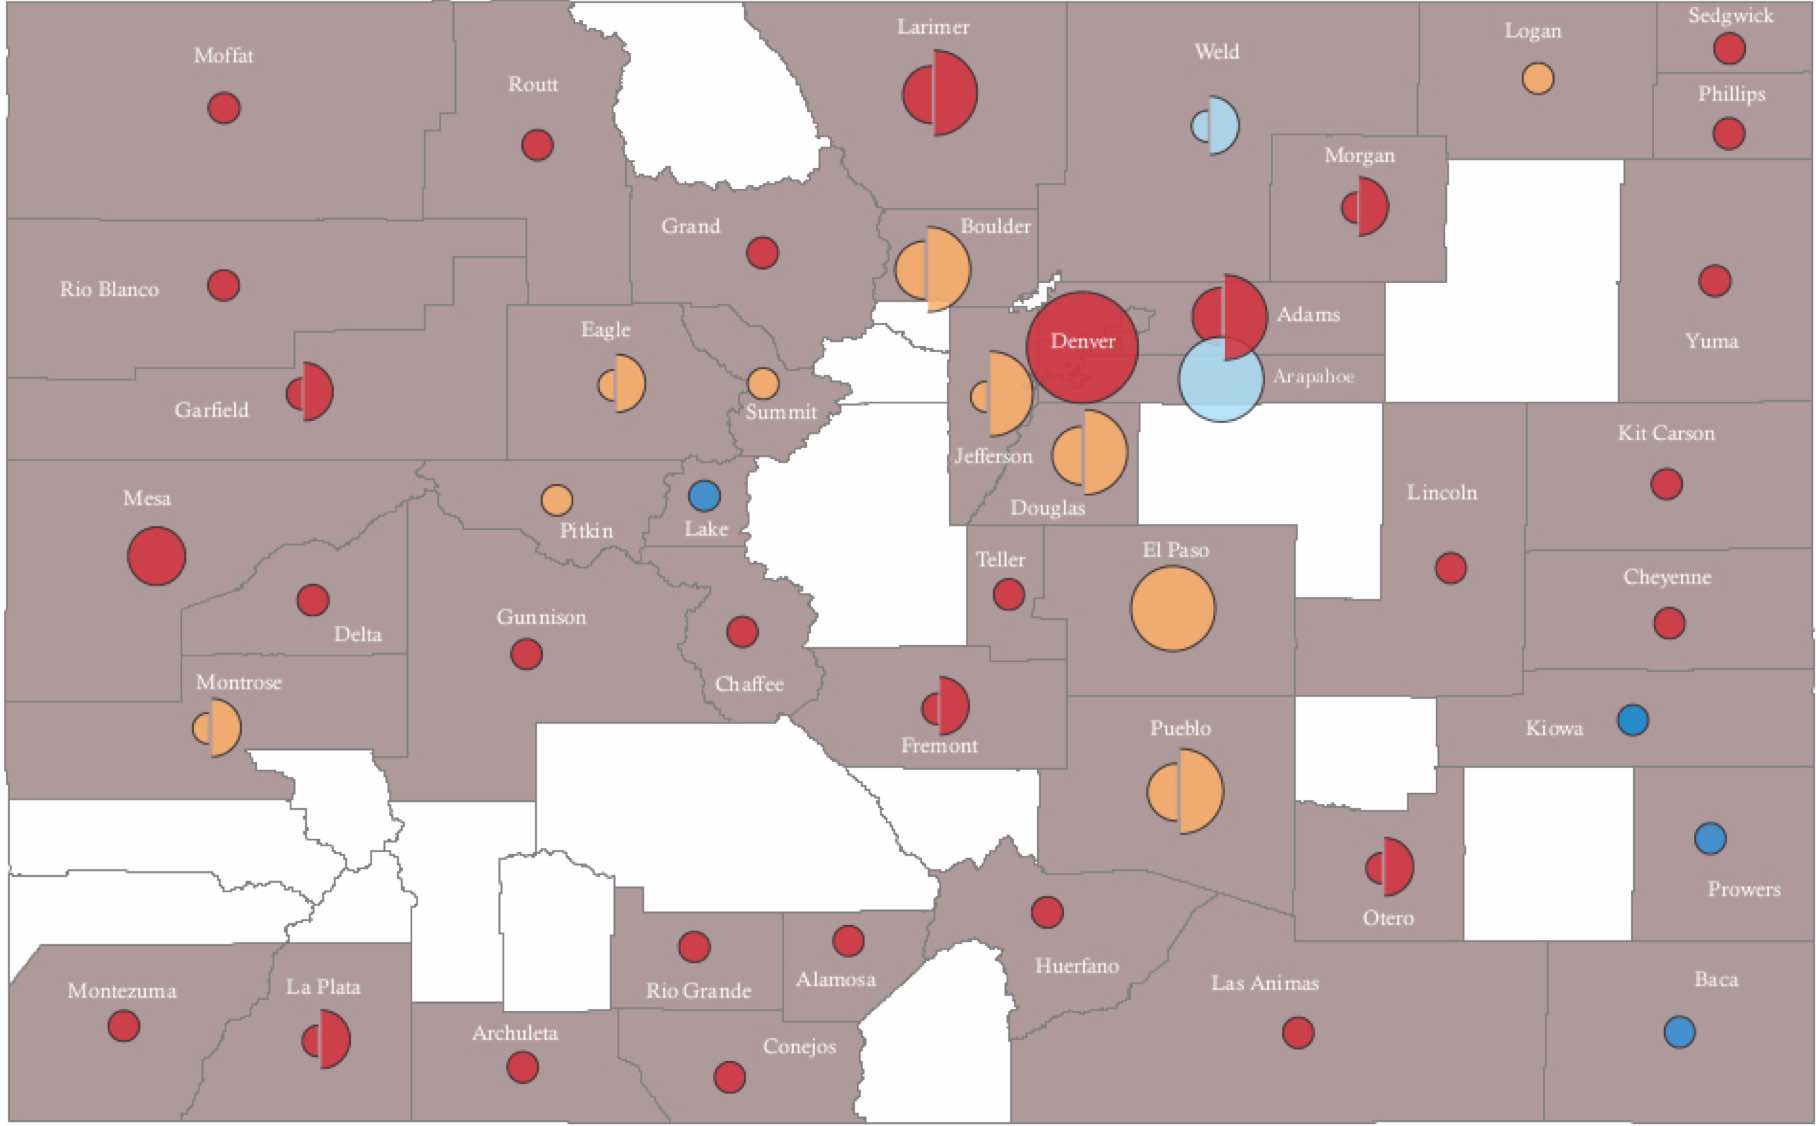 Sedgwick
Larimer
Logan
Weld
Moffat
Routt
Phillips
Morgan
Grand
Boulder
Rio Blanco
Adams
Eagle
Denver
Yuma
Arapahoe
Garfield
Summit
Kit Carson
Jefferson
Lincoln
Mesa
Douglas
Pitkin
Lake
El Paso
Teller
Cheyenne
Gunnison
Delta
Montrose
Chaffee
Pueblo
Kiowa
Fremont
Prowers
Otero
Huerfano
Alamosa
Baca
Las Animas
La Plata
Montezuma
Rio Grande
Archuleta
Conejos